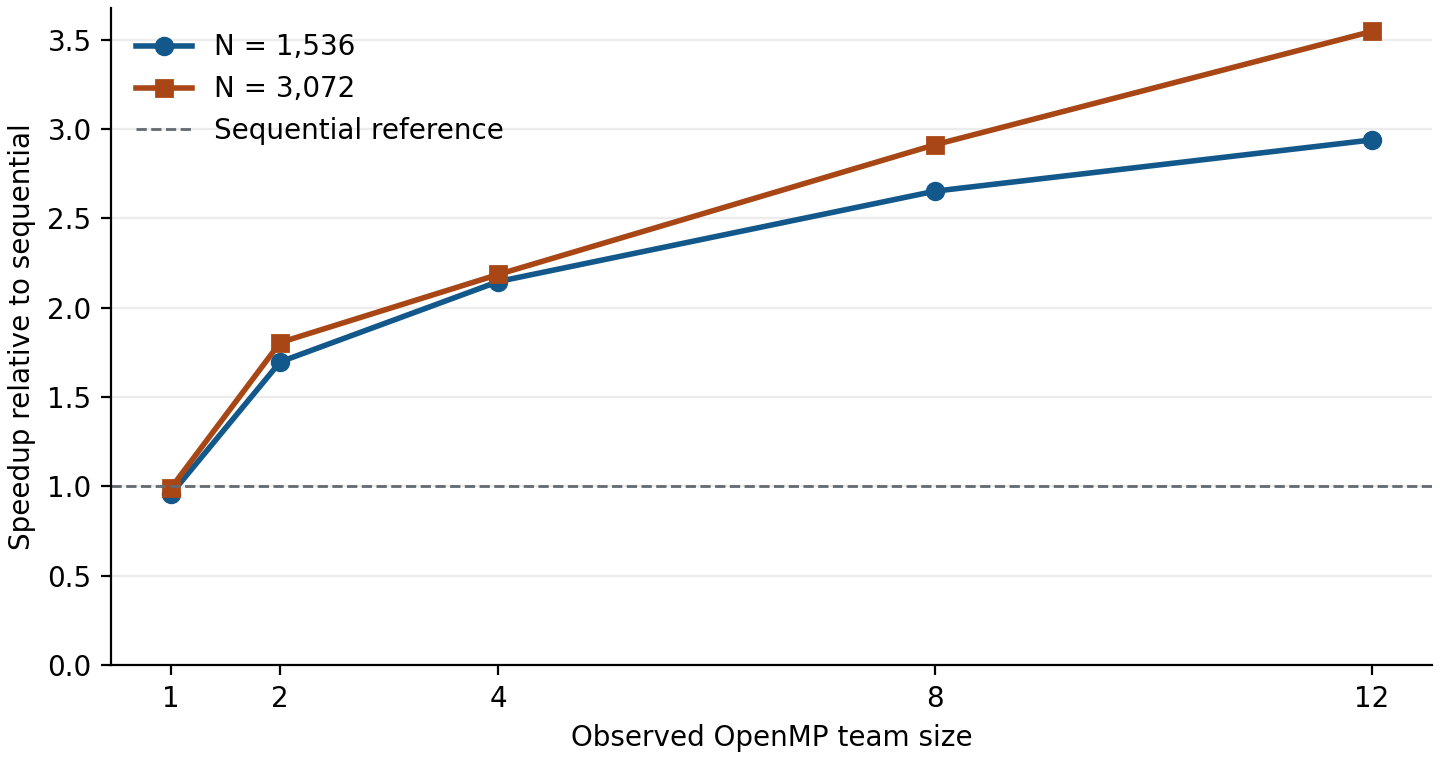 Speedup relative to sequential
3.5
3.0
2.5
2.0
1.5
1.0
0.5
0.0
N = 1,536
N = 3,072
Sequential reference
1 2 4 8 12
Observed OpenMP team size